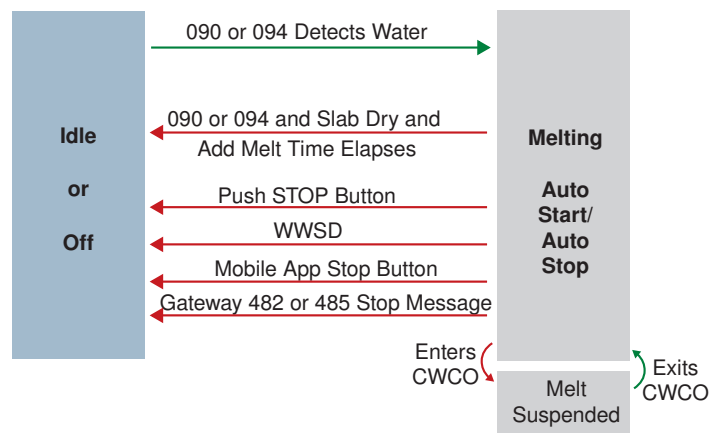 090 or 094 Detects Water
090 or 094 and Slab Dry and
Add Melt Time Elapses
Push STOP Button
WWSD
Mobile App Stop Button
Gateway 482 or 485 Stop Message
Idle
or
Off
Melting
Auto
Start/
Auto
Stop
Enters
CWCO
Exits
CWCO
Melt
Suspended